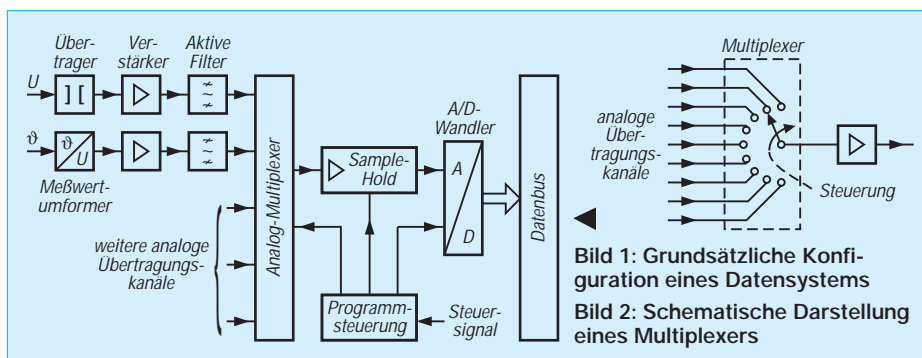 Über-
trager
Ver-
stärker
Aktive
Filter
U
ϑ
ϑ
U
Meßwert-
umformer
weitere analoge
Übertragungs-
kanäle
Analog-Multiplexer
Sample-
Hold
Programm-
steuerung
Steuer-
signal
A/D-
Wandler
A
D
Datenbus
Multiplexer
analoge
Über-
tragungs-
kanäle
Steuerung
Bild 1: Grundsätzliche Konfi-
guration eines Datensystems
Bild 2: Schematische Darstellung
eines Multiplexers